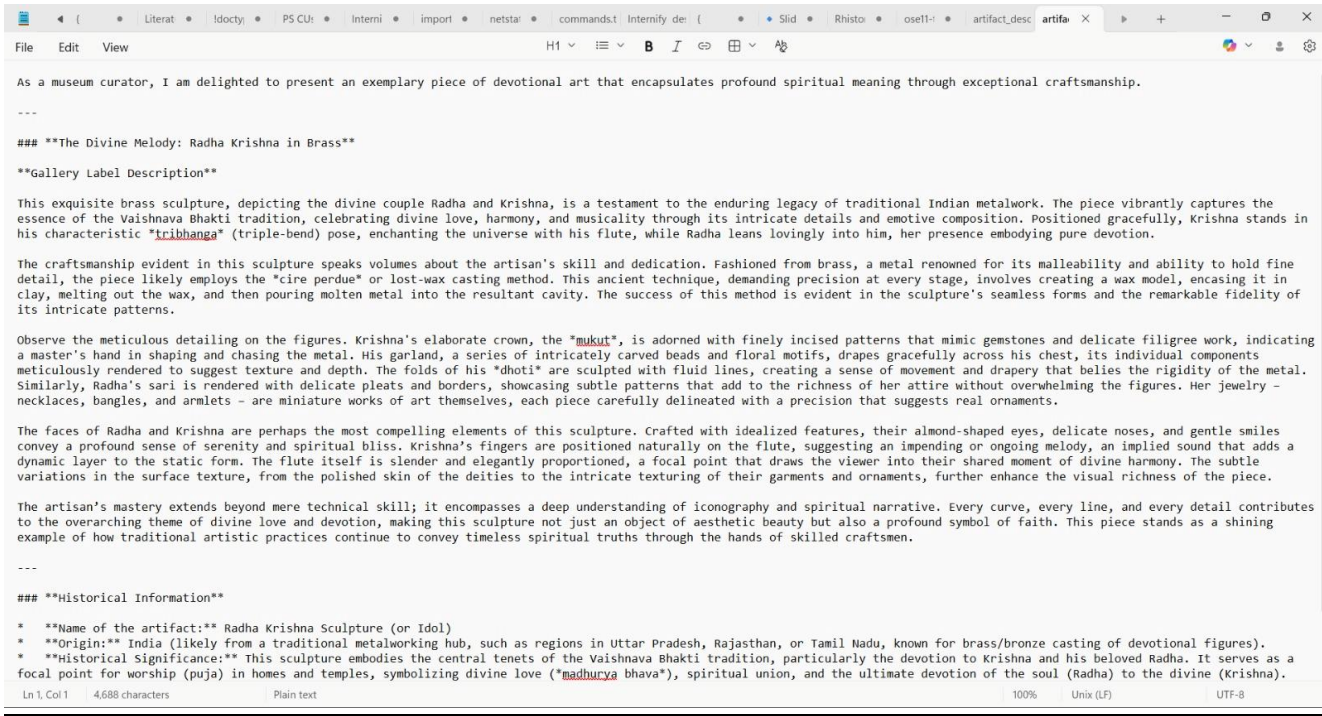 { Literat !doctyp PS CUs Interni import netstat commands.t Internify des { Slid Rhisto ose11-t artifact_desc artifa
File Edit View H1 B I
As a museum curator, I am delighted to present an exemplary piece of devotional art that encapsulates profound spiritual meaning through exceptional craftsmanship.
---
### **The Divine Melody: Radha Krishna in Brass**
**Gallery Label Description**
This exquisite brass sculpture, depicting the divine couple Radha and Krishna, is a testament to the enduring legacy of traditional Indian metalwork. The piece vibrantly captures the
essence of the Vaishnava Bhakti tradition, celebrating divine love, harmony, and musicality through its intricate details and emotive composition. Positioned gracefully, Krishna stands in
his characteristic *tribhanga* (triple-bend) pose, enchanting the universe with his flute, while Radha leans lovingly into him, her presence embodying pure devotion.
The craftsmanship evident in this sculpture speaks volumes about the artisan's skill and dedication. Fashioned from brass, a metal renowned for its malleability and ability to hold fine
detail, the piece likely employs the *cire perdue* or lost-wax casting method. This ancient technique, demanding precision at every stage, involves creating a wax model, encasing it in
clay, melting out the wax, and then pouring molten metal into the resultant cavity. The success of this method is evident in the sculpture's seamless forms and the remarkable fidelity of
its intricate patterns.
Observe the meticulous detailing on the figures. Krishna's elaborate crown, the *mukut*, is adorned with finely incised patterns that mimic gemstones and delicate filigree work, indicating
a master's hand in shaping and chasing the metal. His garland, a series of intricately carved beads and floral motifs, drapes gracefully across his chest, its individual components
meticulously rendered to suggest texture and depth. The folds of his *dhoti* are sculpted with fluid lines, creating a sense of movement and drapery that belies the rigidity of the metal.
Similarly, Radha's sari is rendered with delicate pleats and borders, showcasing subtle patterns that add to the richness of her attire without overwhelming the figures. Her jewelry –
necklaces, bangles, and armlets – are miniature works of art themselves, each piece carefully delineated with a precision that suggests real ornaments.
The faces of Radha and Krishna are perhaps the most compelling elements of this sculpture. Crafted with idealized features, their almond-shaped eyes, delicate noses, and gentle smiles
convey a profound sense of serenity and spiritual bliss. Krishna’s fingers are positioned naturally on the flute, suggesting an impending or ongoing melody, an implied sound that adds a
dynamic layer to the static form. The flute itself is slender and elegantly proportioned, a focal point that draws the viewer into their shared moment of divine harmony. The subtle
variations in the surface texture, from the polished skin of the deities to the intricate texturing of their garments and ornaments, further enhance the visual richness of the piece.
The artisan’s mastery extends beyond mere technical skill; it encompasses a deep understanding of iconography and spiritual narrative. Every curve, every line, and every detail contributes
to the overarching theme of divine love and devotion, making this sculpture not just an object of aesthetic beauty but also a profound symbol of faith. This piece stands as a shining
example of how traditional artistic practices continue to convey timeless spiritual truths through the hands of skilled craftsmen.
---
### **Historical Information**
* **Name of the artifact:** Radha Krishna Sculpture (or Idol)
* **Origin:** India (likely from a traditional metalworking hub, such as regions in Uttar Pradesh, Rajasthan, or Tamil Nadu, known for brass/bronze casting of devotional figures).
* **Historical Significance:** This sculpture embodies the central tenets of the Vaishnava Bhakti tradition, particularly the devotion to Krishna and his beloved Radha. It serves as a
focal point for worship (puja) in homes and temples, symbolizing divine love (*madhurya bhava*), spiritual union, and the ultimate devotion of the soul (Radha) to the divine (Krishna).
Ln 1, Col 1 4,688 characters Plain text 100% Unix (LF) UTF-8